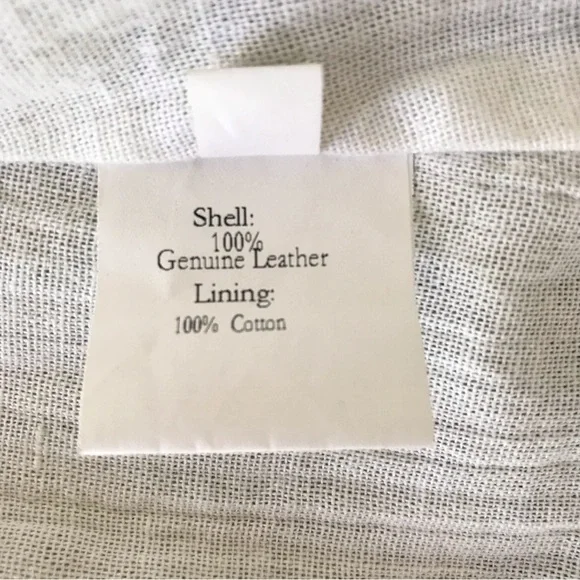 Shell:
100%
Genuine Leather
Lining:
100% Cotton